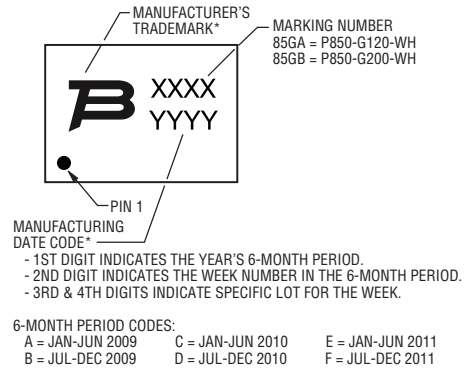 MANUFACTURER'S
TRADEMARK*
MARKING NUMBER
85GA = P850-G120-WH
85GB = P850-G200-WH
B
XXXX
YYYY
PIN 1
MANUFACTURING
DATE CODE*
- 1ST DIGIT INDICATES THE YEAR'S 6-MONTH PERIOD.
- 2ND DIGIT INDICATES THE WEEK NUMBER IN THE 6-MONTH PERIOD.
- 3RD & 4TH DIGITS INDICATE SPECIFIC LOT FOR THE WEEK.
6-MONTH PERIOD CODES:
A = JAN-JUN 2009 C = JAN-JUN 2010 E = JAN-JUN 2011
B = JUL-DEC 2009 D = JUL-DEC 2010 F = JUL-DEC 2011